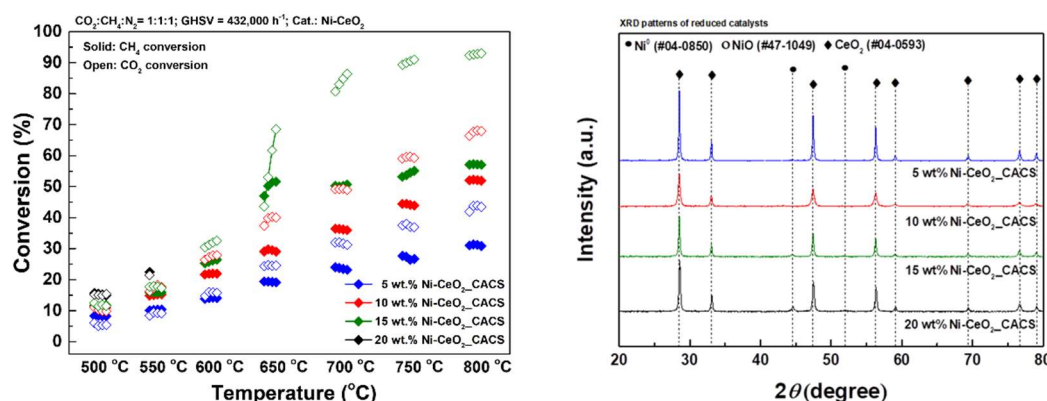 CO₂:CH₄:N₂= 1:1:1; GHSV = 432,000 h⁻¹; Cat.: Ni-CeO₂
Solid: CH₄ conversion
Open: CO₂ conversion
100
90
80
70
60
50
40
30
20
10
0
Conversion (%)
5 wt.% Ni-CeO₂_CACS
10 wt.% Ni-CeO₂_CACS
15 wt.% Ni-CeO₂_CACS
20 wt.% Ni-CeO₂_CACS
500 °C 550 °C 600 °C 650 °C 700 °C 750 °C 800 °C
Temperature (°C)
XRD patterns of reduced catalysts
Ni⁰ (#04-0850) NiO (#47-1049) CeO₂ (#04-0593)
Intensity (a.u.)
5 wt% Ni-CeO₂_CACS
10 wt% Ni-CeO₂_CACS
15 wt% Ni-CeO₂_CACS
20 wt% Ni-CeO₂_CACS
20 30 40 50 60 70 80
2θ (degree)